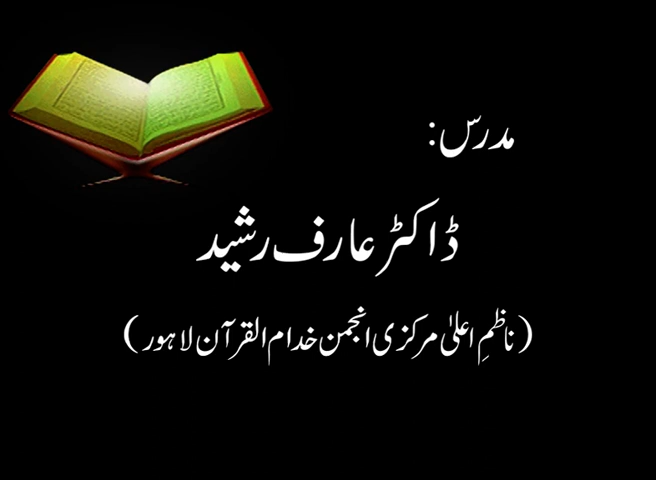 مدرس:
ڈاکٹر عارف رشید
(ناظمِ اعلیٰ مرکزی انجمن خدام القرآن لاہور)